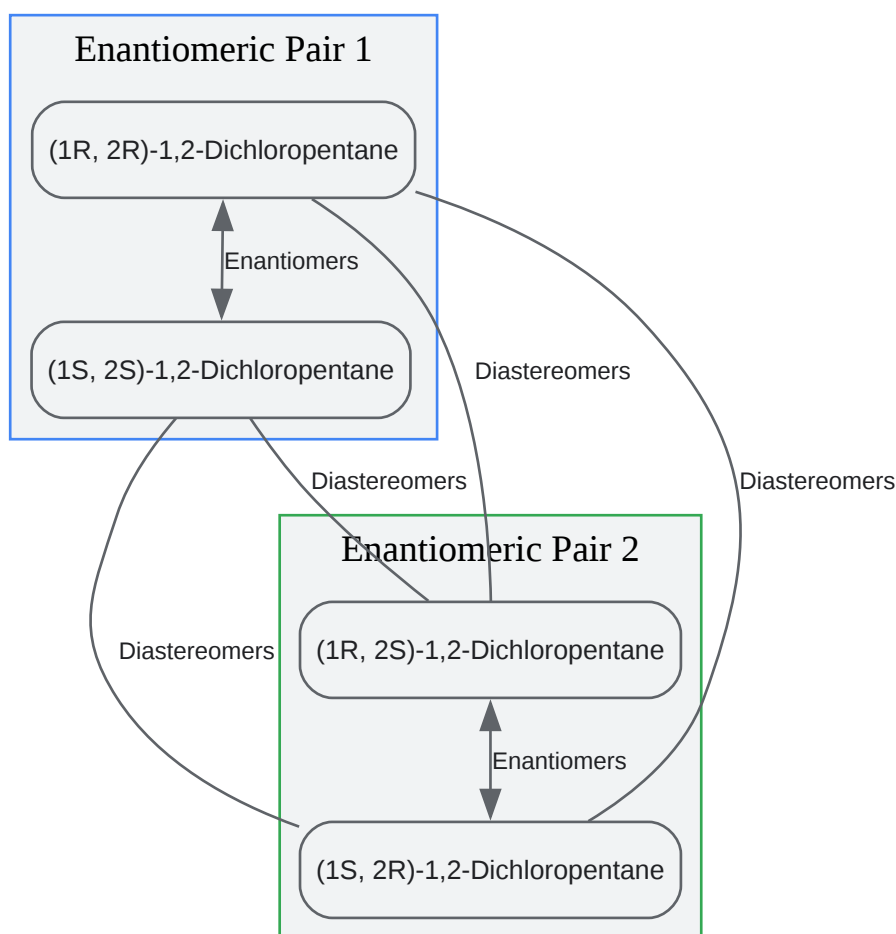 Enantiomeric Pair 1
(1R, 2R)-1,2-Dichloropentane
Enantiomers
(1S, 2S)-1,2-Dichloropentane
Diastereomers
Diastereomers
Diastereomers
Enantiomeric Pair 2
(1R, 2S)-1,2-Dichloropentane
Diastereomers
Enantiomers
(1S, 2R)-1,2-Dichloropentane